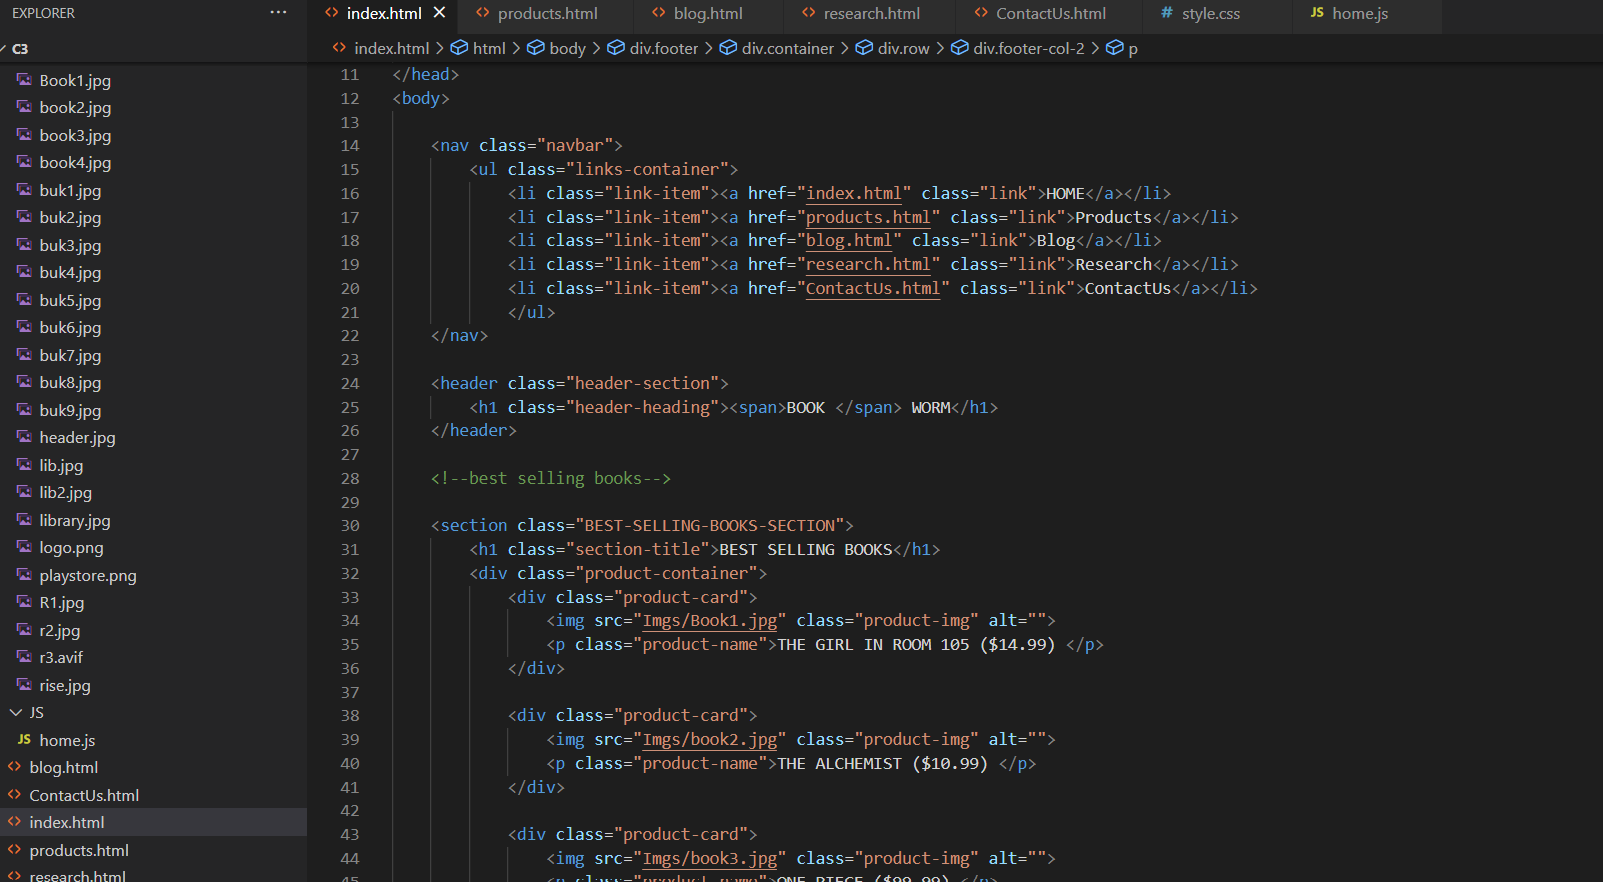 EXPLORER ···
C3
Book1.jpg
book2.jpg
book3.jpg
book4.jpg
buk1.jpg
buk2.jpg
buk3.jpg
buk4.jpg
buk5.jpg
buk6.jpg
buk7.jpg
buk8.jpg
buk9.jpg
header.jpg
lib.jpg
lib2.jpg
library.jpg
logo.png
playstore.png
R1.jpg
r2.jpg
r3.avif
rise.jpg
JS
JS home.js
blog.html
ContactUs.html
index.html
products.html
research.html
index.html products.html blog.html research.html ContactUs.html # style.css JS home.js
index.html > html > body > div.footer > div.container > div.row > div.footer-col-2 > p
11 </head>
12 <body>
13
14 <nav class="navbar">
15 <ul class="links-container">
16 <li class="link-item"><a href="index.html" class="link">HOME</a></li>
17 <li class="link-item"><a href="products.html" class="link">Products</a></li>
18 <li class="link-item"><a href="blog.html" class="link">Blog</a></li>
19 <li class="link-item"><a href="research.html" class="link">Research</a></li>
20 <li class="link-item"><a href="ContactUs.html" class="link">ContactUs</a></li>
21 </ul>
22 </nav>
23
24 <header class="header-section">
25 <h1 class="header-heading"><span>BOOK </span> WORM</h1>
26 </header>
27
28 <!--best selling books-->
29
30 <section class="BEST-SELLING-BOOKS-SECTION">
31 <h1 class="section-title">BEST SELLING BOOKS</h1>
32 <div class="product-container">
33 <div class="product-card">
34 <img src="Imgs/Book1.jpg" class="product-img" alt="">
35 <p class="product-name">THE GIRL IN ROOM 105 ($14.99) </p>
36 </div>
37
38 <div class="product-card">
39 <img src="Imgs/book2.jpg" class="product-img" alt="">
40 <p class="product-name">THE ALCHEMIST ($10.99) </p>
41 </div>
42
43 <div class="product-card">
44 <img src="Imgs/book3.jpg" class="product-img" alt="">
45 <p class="product-name">ONE PIECE ($99.99) </p>